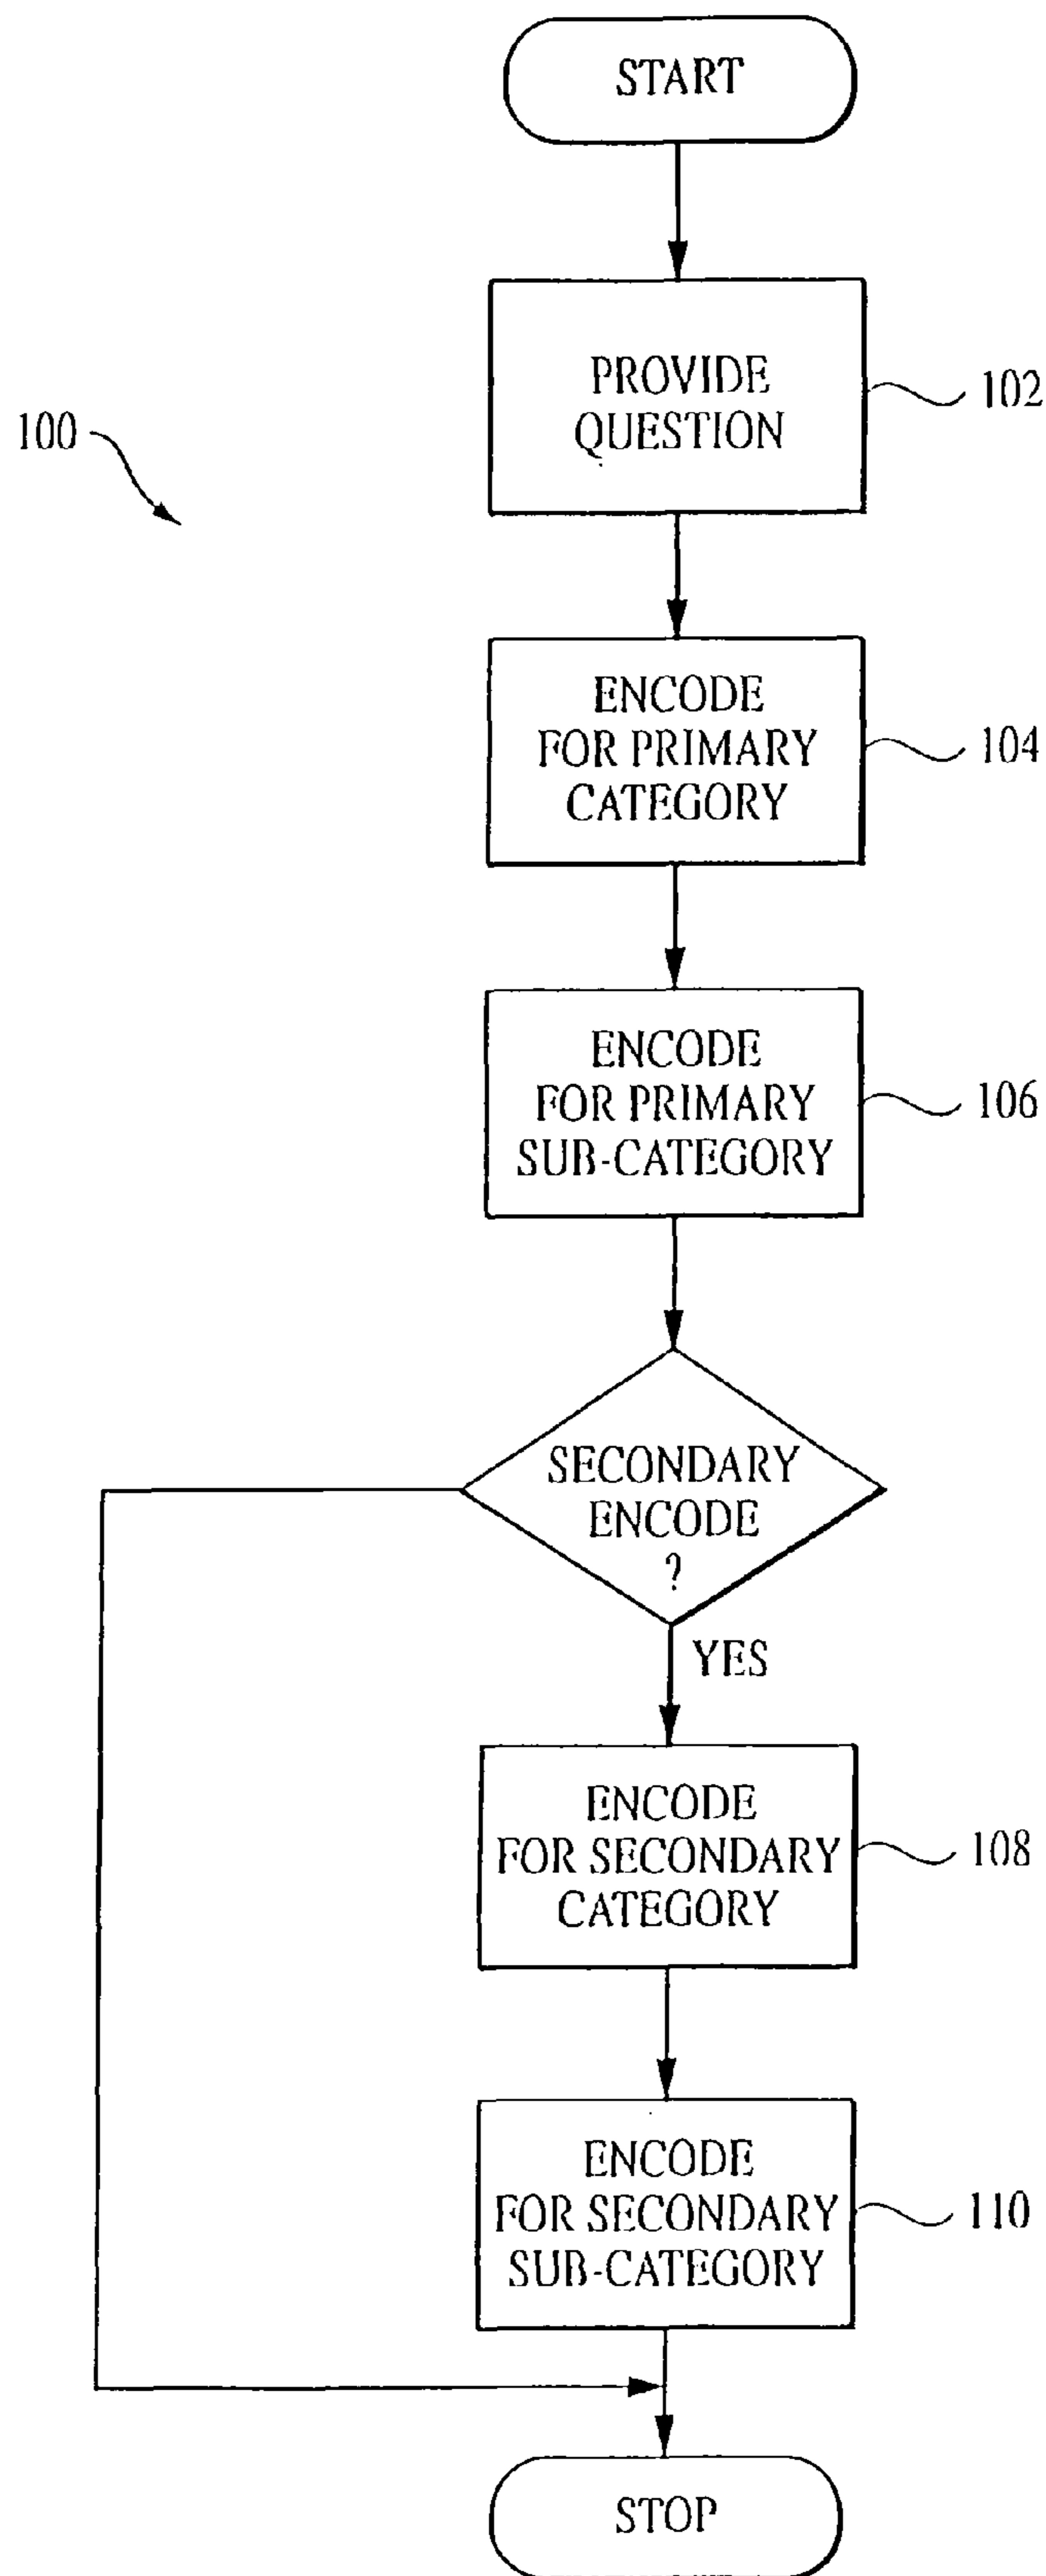 START
PROVIDE
QUESTION
102
100
ENCODE
FOR PRIMARY
CATEGORY
104
ENCODE
FOR PRIMARY
SUB-CATEGORY
106
SECONDARY
ENCODE
?
YES
ENCODE
FOR SECONDARY
CATEGORY
108
ENCODE
FOR SECONDARY
SUB-CATEGORY
110
STOP